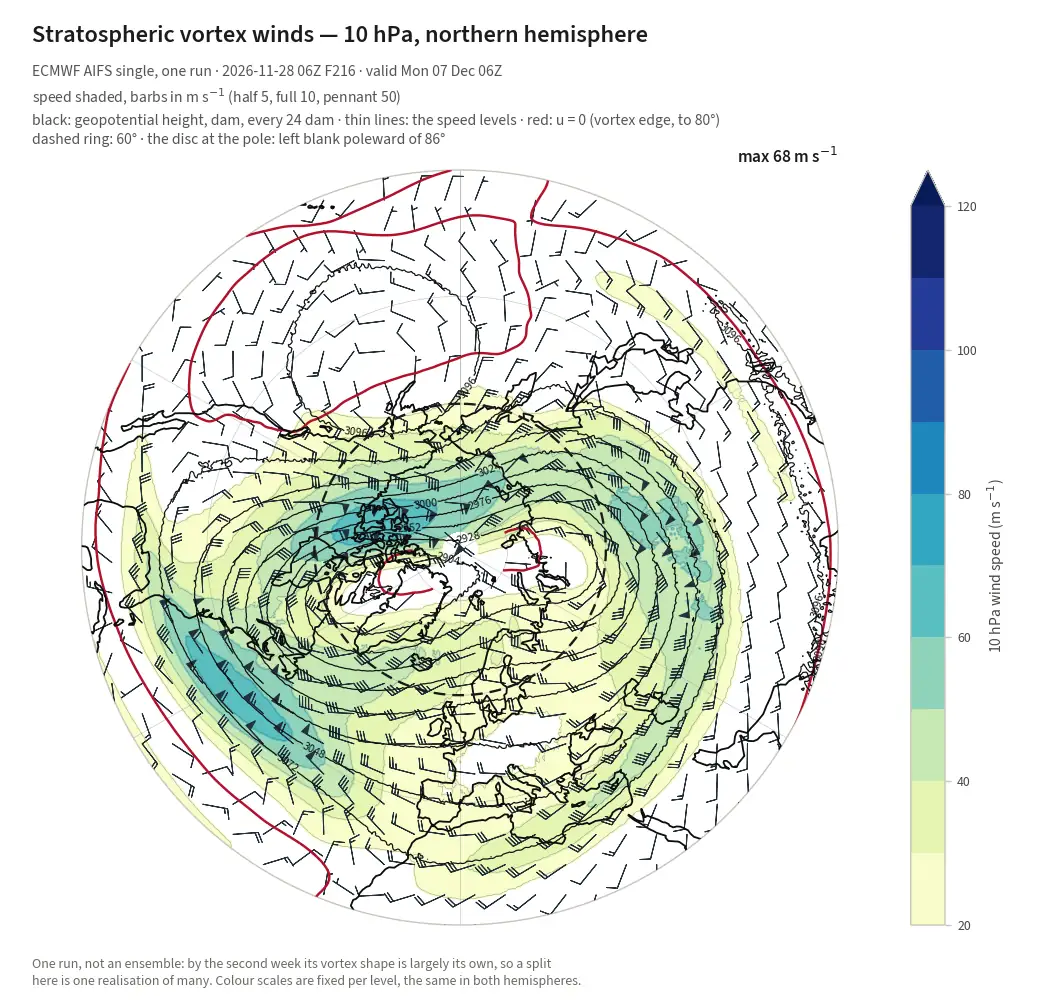 Stratospheric vortex winds — 10 hPa, northern hemisphere
ECMWF AIFS single, one run · 2026-11-28 06Z F216 · valid Mon 07 Dec 06Z
speed shaded, barbs in m s⁻¹ (half 5, full 10, pennant 50)
black: geopotential height, dam, every 24 dam · thin lines: the speed levels · red: u = 0 (vortex edge, to 80°)
dashed ring: 60° · the disc at the pole: left blank poleward of 86°
max 68 m s⁻¹
120
100
80
60
40
20
10 hPa wind speed (m s⁻¹)
3096
3096
3096
3000
2976
2928
3048
One run, not an ensemble: by the second week its vortex shape is largely its own, so a split
here is one realisation of many. Colour scales are fixed per level, the same in both hemispheres.